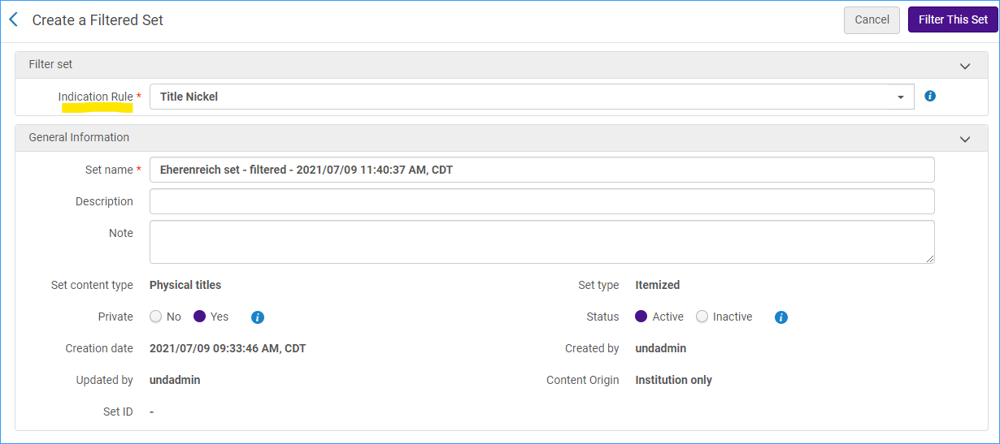 Create a Filtered Set
Cancel
Filter This Set
Filter set
Indication Rule * Title Nickel
General Information
Set name * Eherenreich set - filtered - 2021/07/09 11:40:37 AM, CDT
Description
Note
Set content type Physical titles Set type Itemized
Private No Yes Status Active Inactive
Creation date 2021/07/09 09:33:46 AM, CDT Created by undadmin
Updated by undadmin Content Origin Institution only
Set ID -